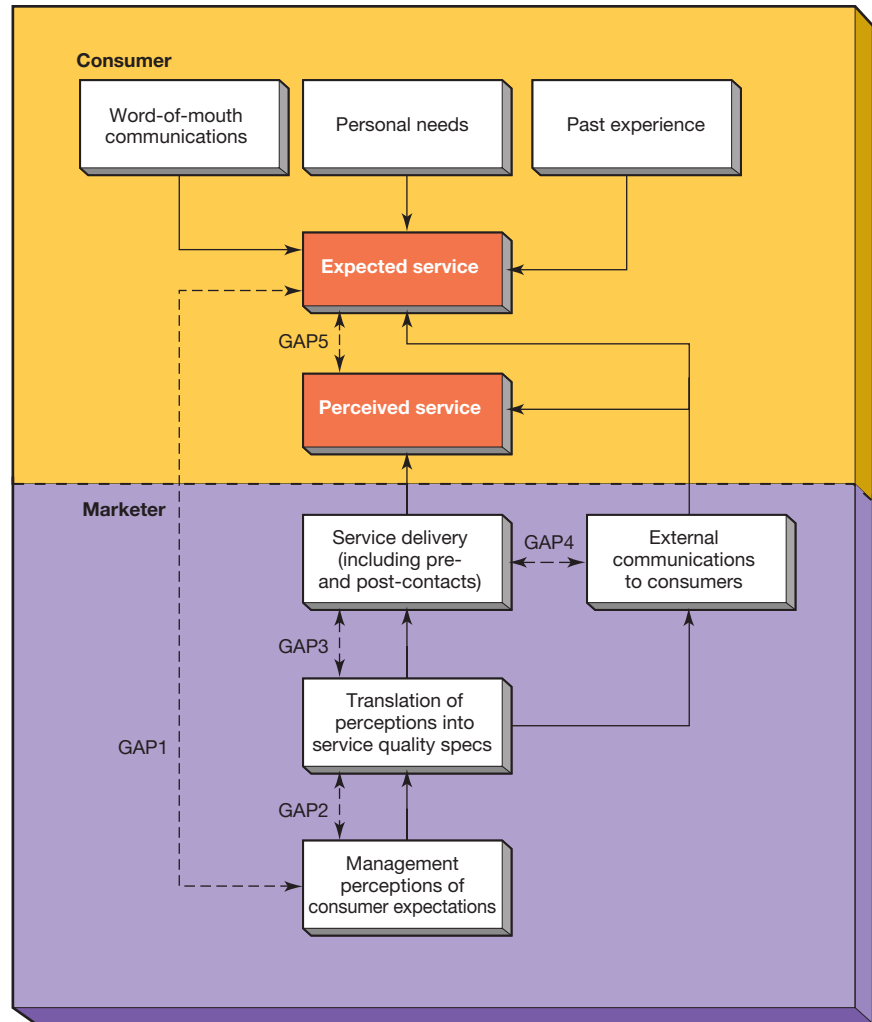 Consumer
Word-of-mouth
communications
Personal needs
Past experience
Expected service
GAP5
Perceived service
Marketer
Service delivery
(including pre-
and post-contacts)
GAP4
External
communications
to consumers
GAP3
Translation of
perceptions into
service quality specs
GAP1
GAP2
Management
perceptions of
consumer expectations